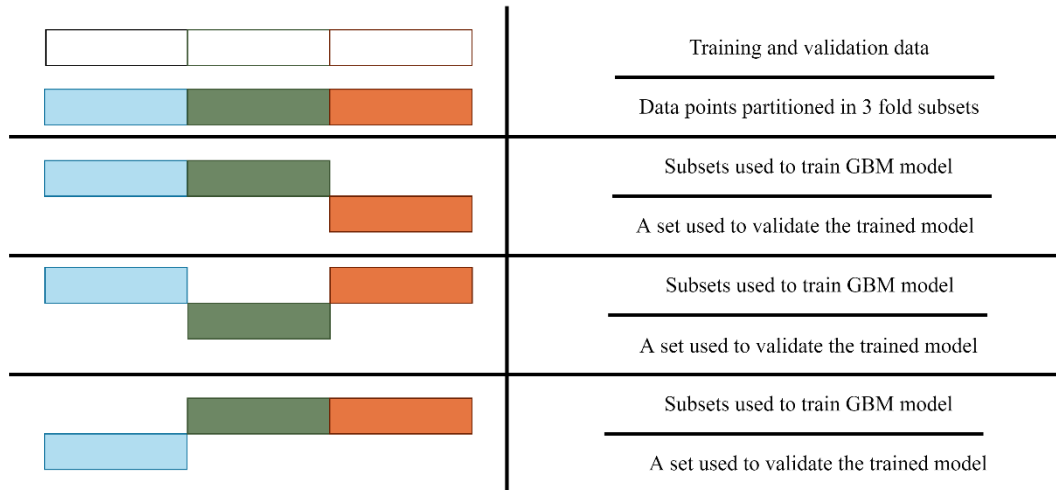 Training and validation data
Data points partitioned in 3 fold subsets
Subsets used to train GBM model
A set used to validate the trained model
Subsets used to train GBM model
A set used to validate the trained model
Subsets used to train GBM model
A set used to validate the trained model